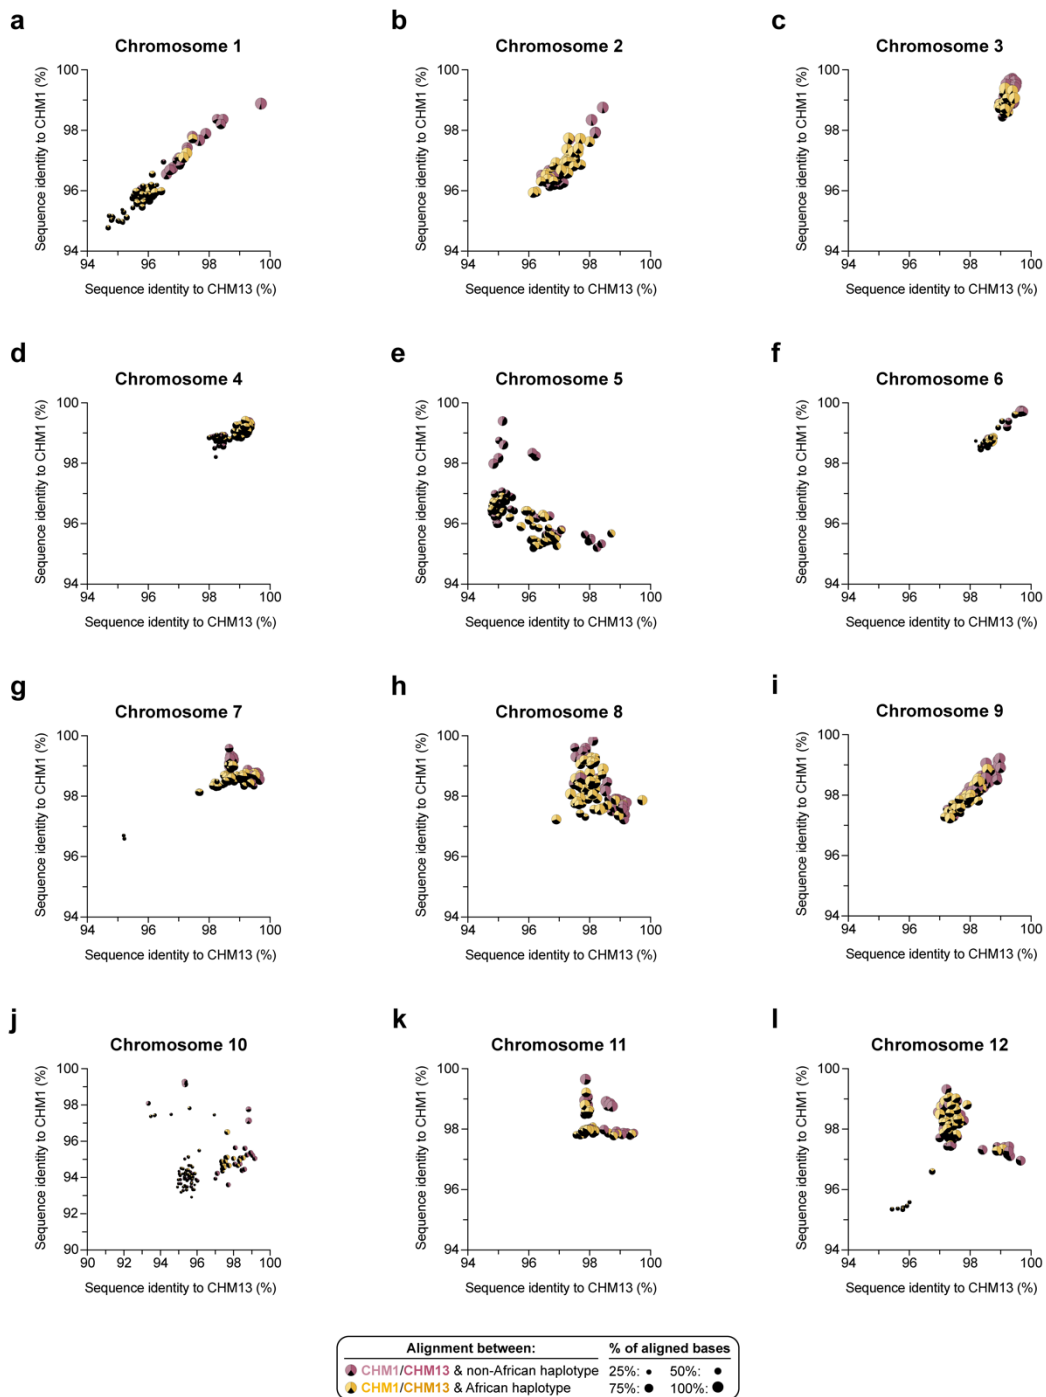 a
Chromosome 1
Sequence identity to CHM1 (%)
100
98
96
94
94 96 98 100
Sequence identity to CHM13 (%)
b
Chromosome 2
Sequence identity to CHM1 (%)
100
98
96
94
94 96 98 100
Sequence identity to CHM13 (%)
c
Chromosome 3
Sequence identity to CHM1 (%)
100
98
96
94
94 96 98 100
Sequence identity to CHM13 (%)
d
Chromosome 4
Sequence identity to CHM1 (%)
100
98
96
94
94 96 98 100
Sequence identity to CHM13 (%)
e
Chromosome 5
Sequence identity to CHM1 (%)
100
98
96
94
94 96 98 100
Sequence identity to CHM13 (%)
f
Chromosome 6
Sequence identity to CHM1 (%)
100
98
96
94
94 96 98 100
Sequence identity to CHM13 (%)
g
Chromosome 7
Sequence identity to CHM1 (%)
100
98
96
94
94 96 98 100
Sequence identity to CHM13 (%)
h
Chromosome 8
Sequence identity to CHM1 (%)
100
98
96
94
94 96 98 100
Sequence identity to CHM13 (%)
i
Chromosome 9
Sequence identity to CHM1 (%)
100
98
96
94
94 96 98 100
Sequence identity to CHM13 (%)
j
Chromosome 10
Sequence identity to CHM1 (%)
100
98
96
94
92
90
90 92 94 96 98 100
Sequence identity to CHM13 (%)
k
Chromosome 11
Sequence identity to CHM1 (%)
100
98
96
94
94 96 98 100
Sequence identity to CHM13 (%)
l
Chromosome 12
Sequence identity to CHM1 (%)
100
98
96
94
94 96 98 100
Sequence identity to CHM13 (%)
Alignment between: % of aligned bases
CHM1/CHM13 & non-African haplotype 25%: 50%:
CHM1/CHM13 & African haplotype 75%: 100%: